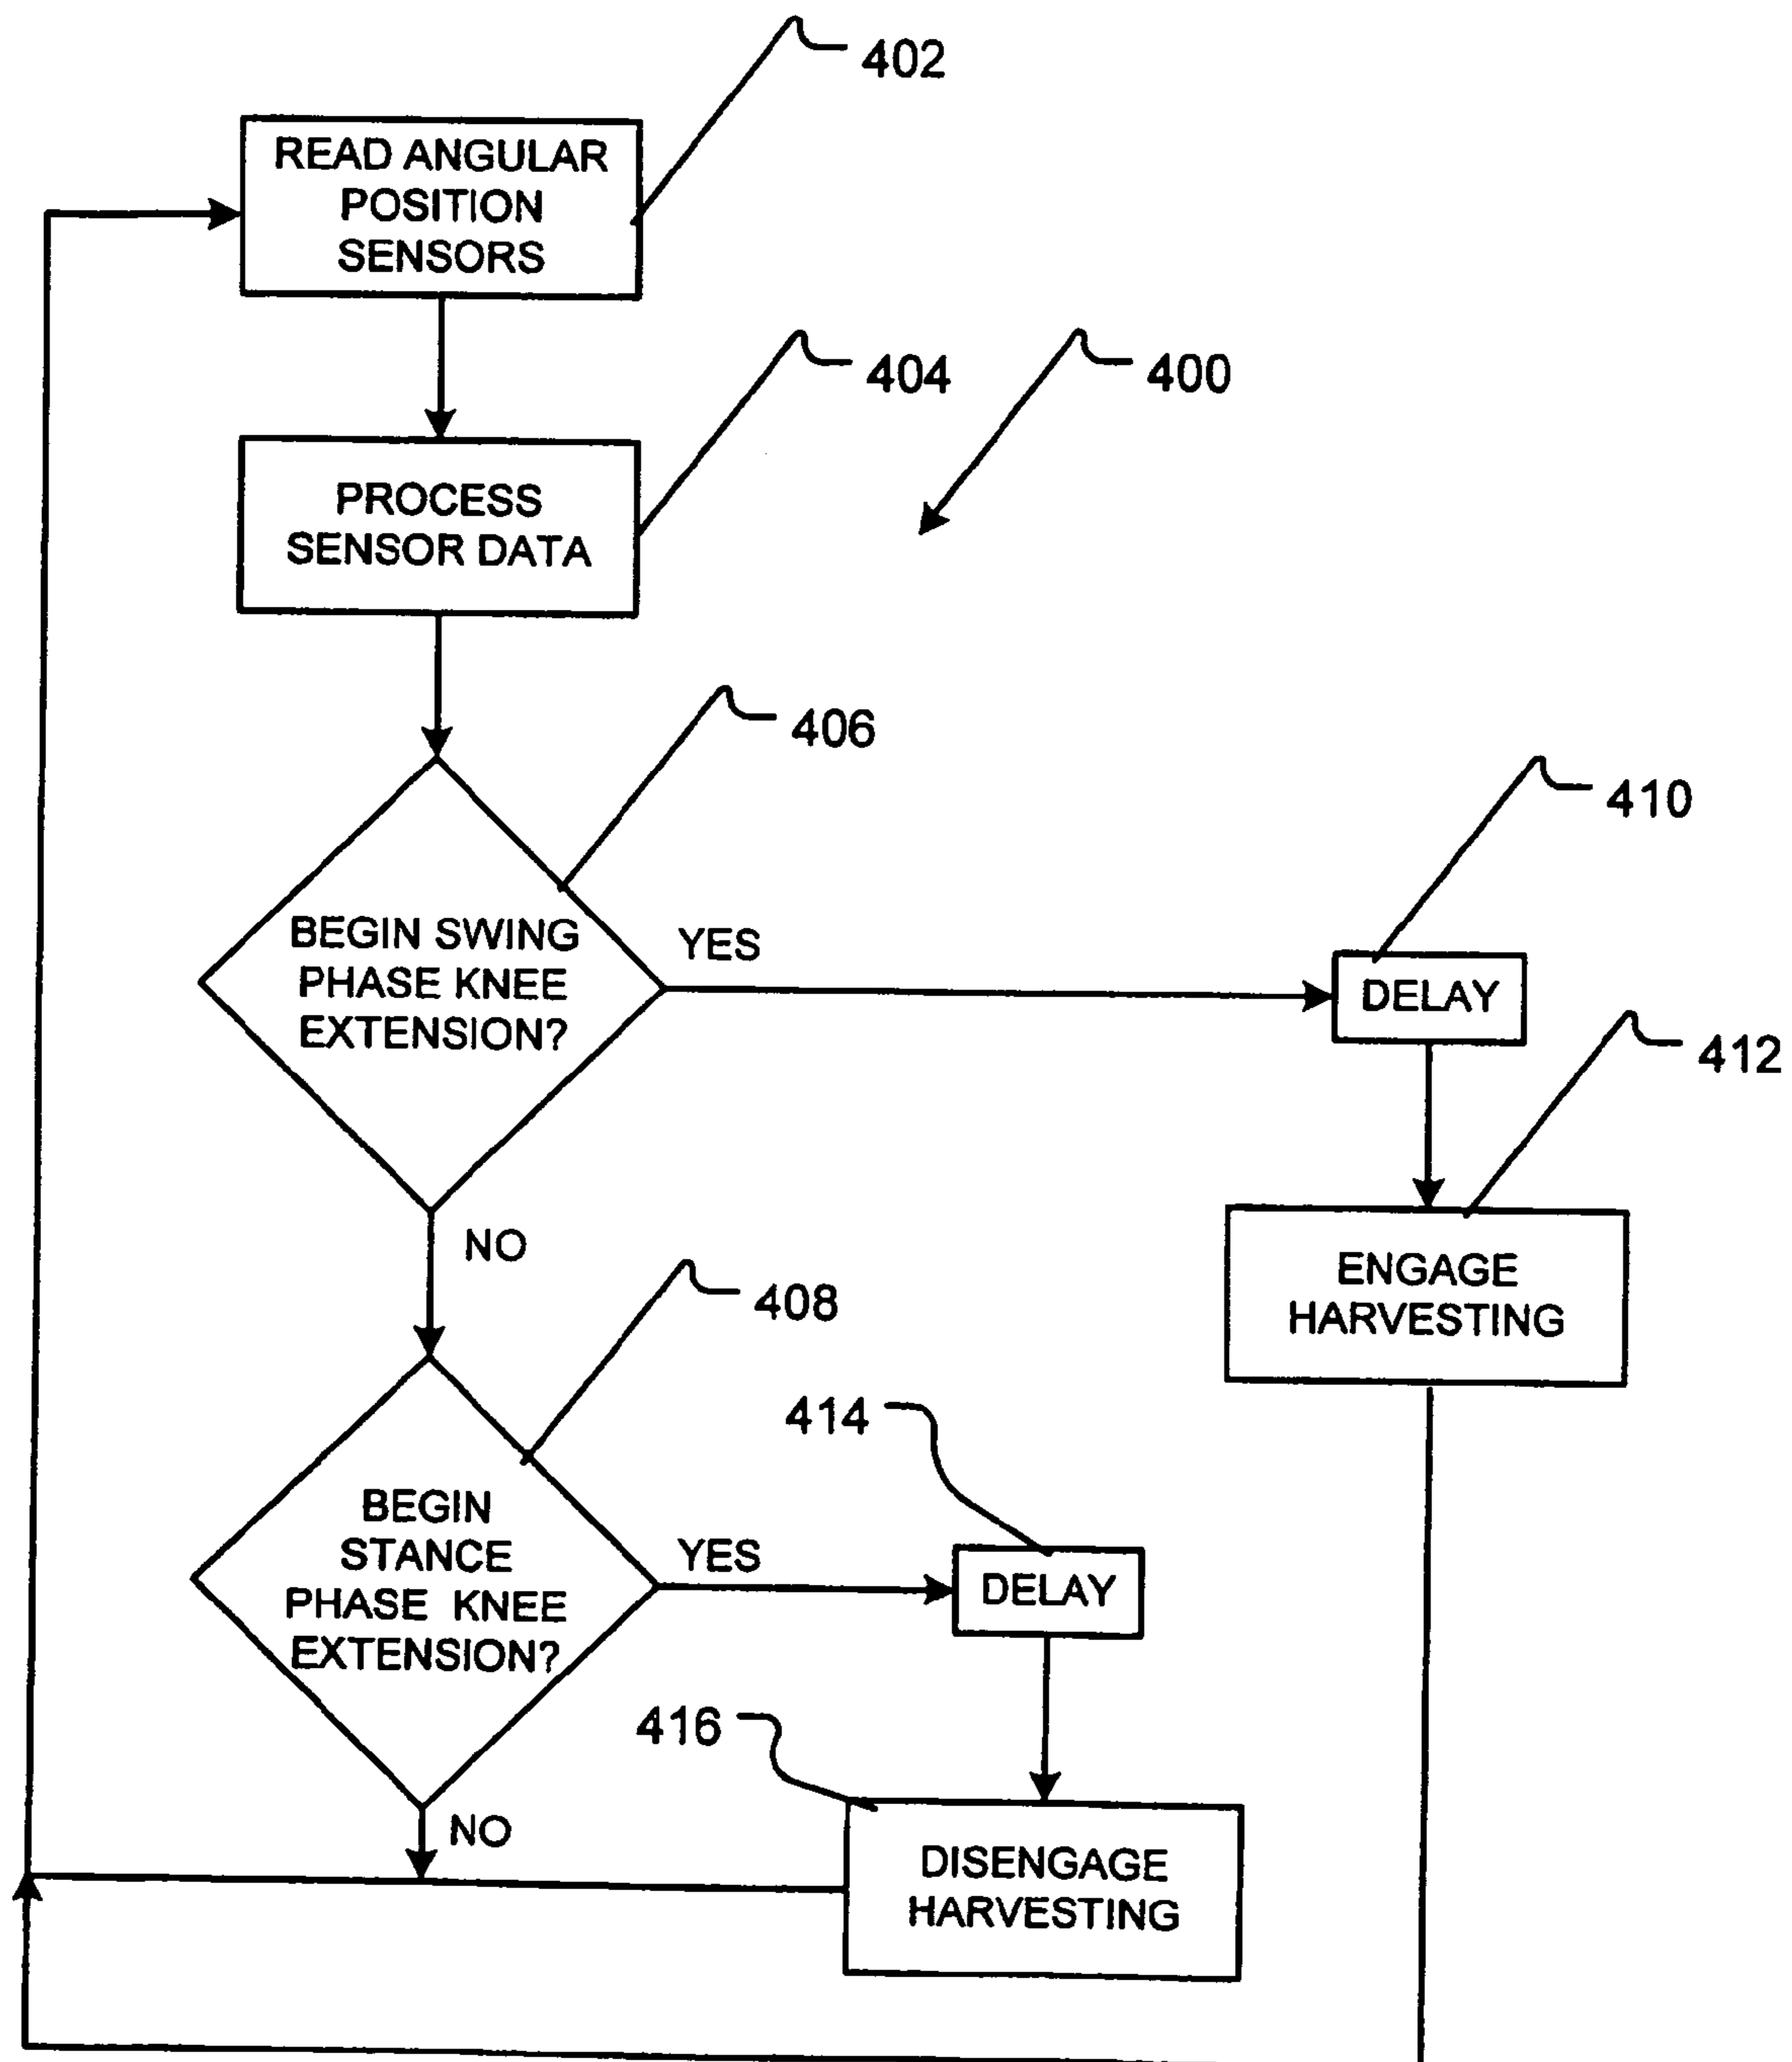 402
READ ANGULAR
POSITION
SENSORS
404
400
PROCESS
SENSOR DATA
406
410
BEGIN SWING
PHASE KNEE
EXTENSION?
YES
DELAY
412
NO
ENGAGE
HARVESTING
408
414
BEGIN
STANCE
PHASE KNEE
EXTENSION?
YES
DELAY
416
NO
DISENGAGE
HARVESTING